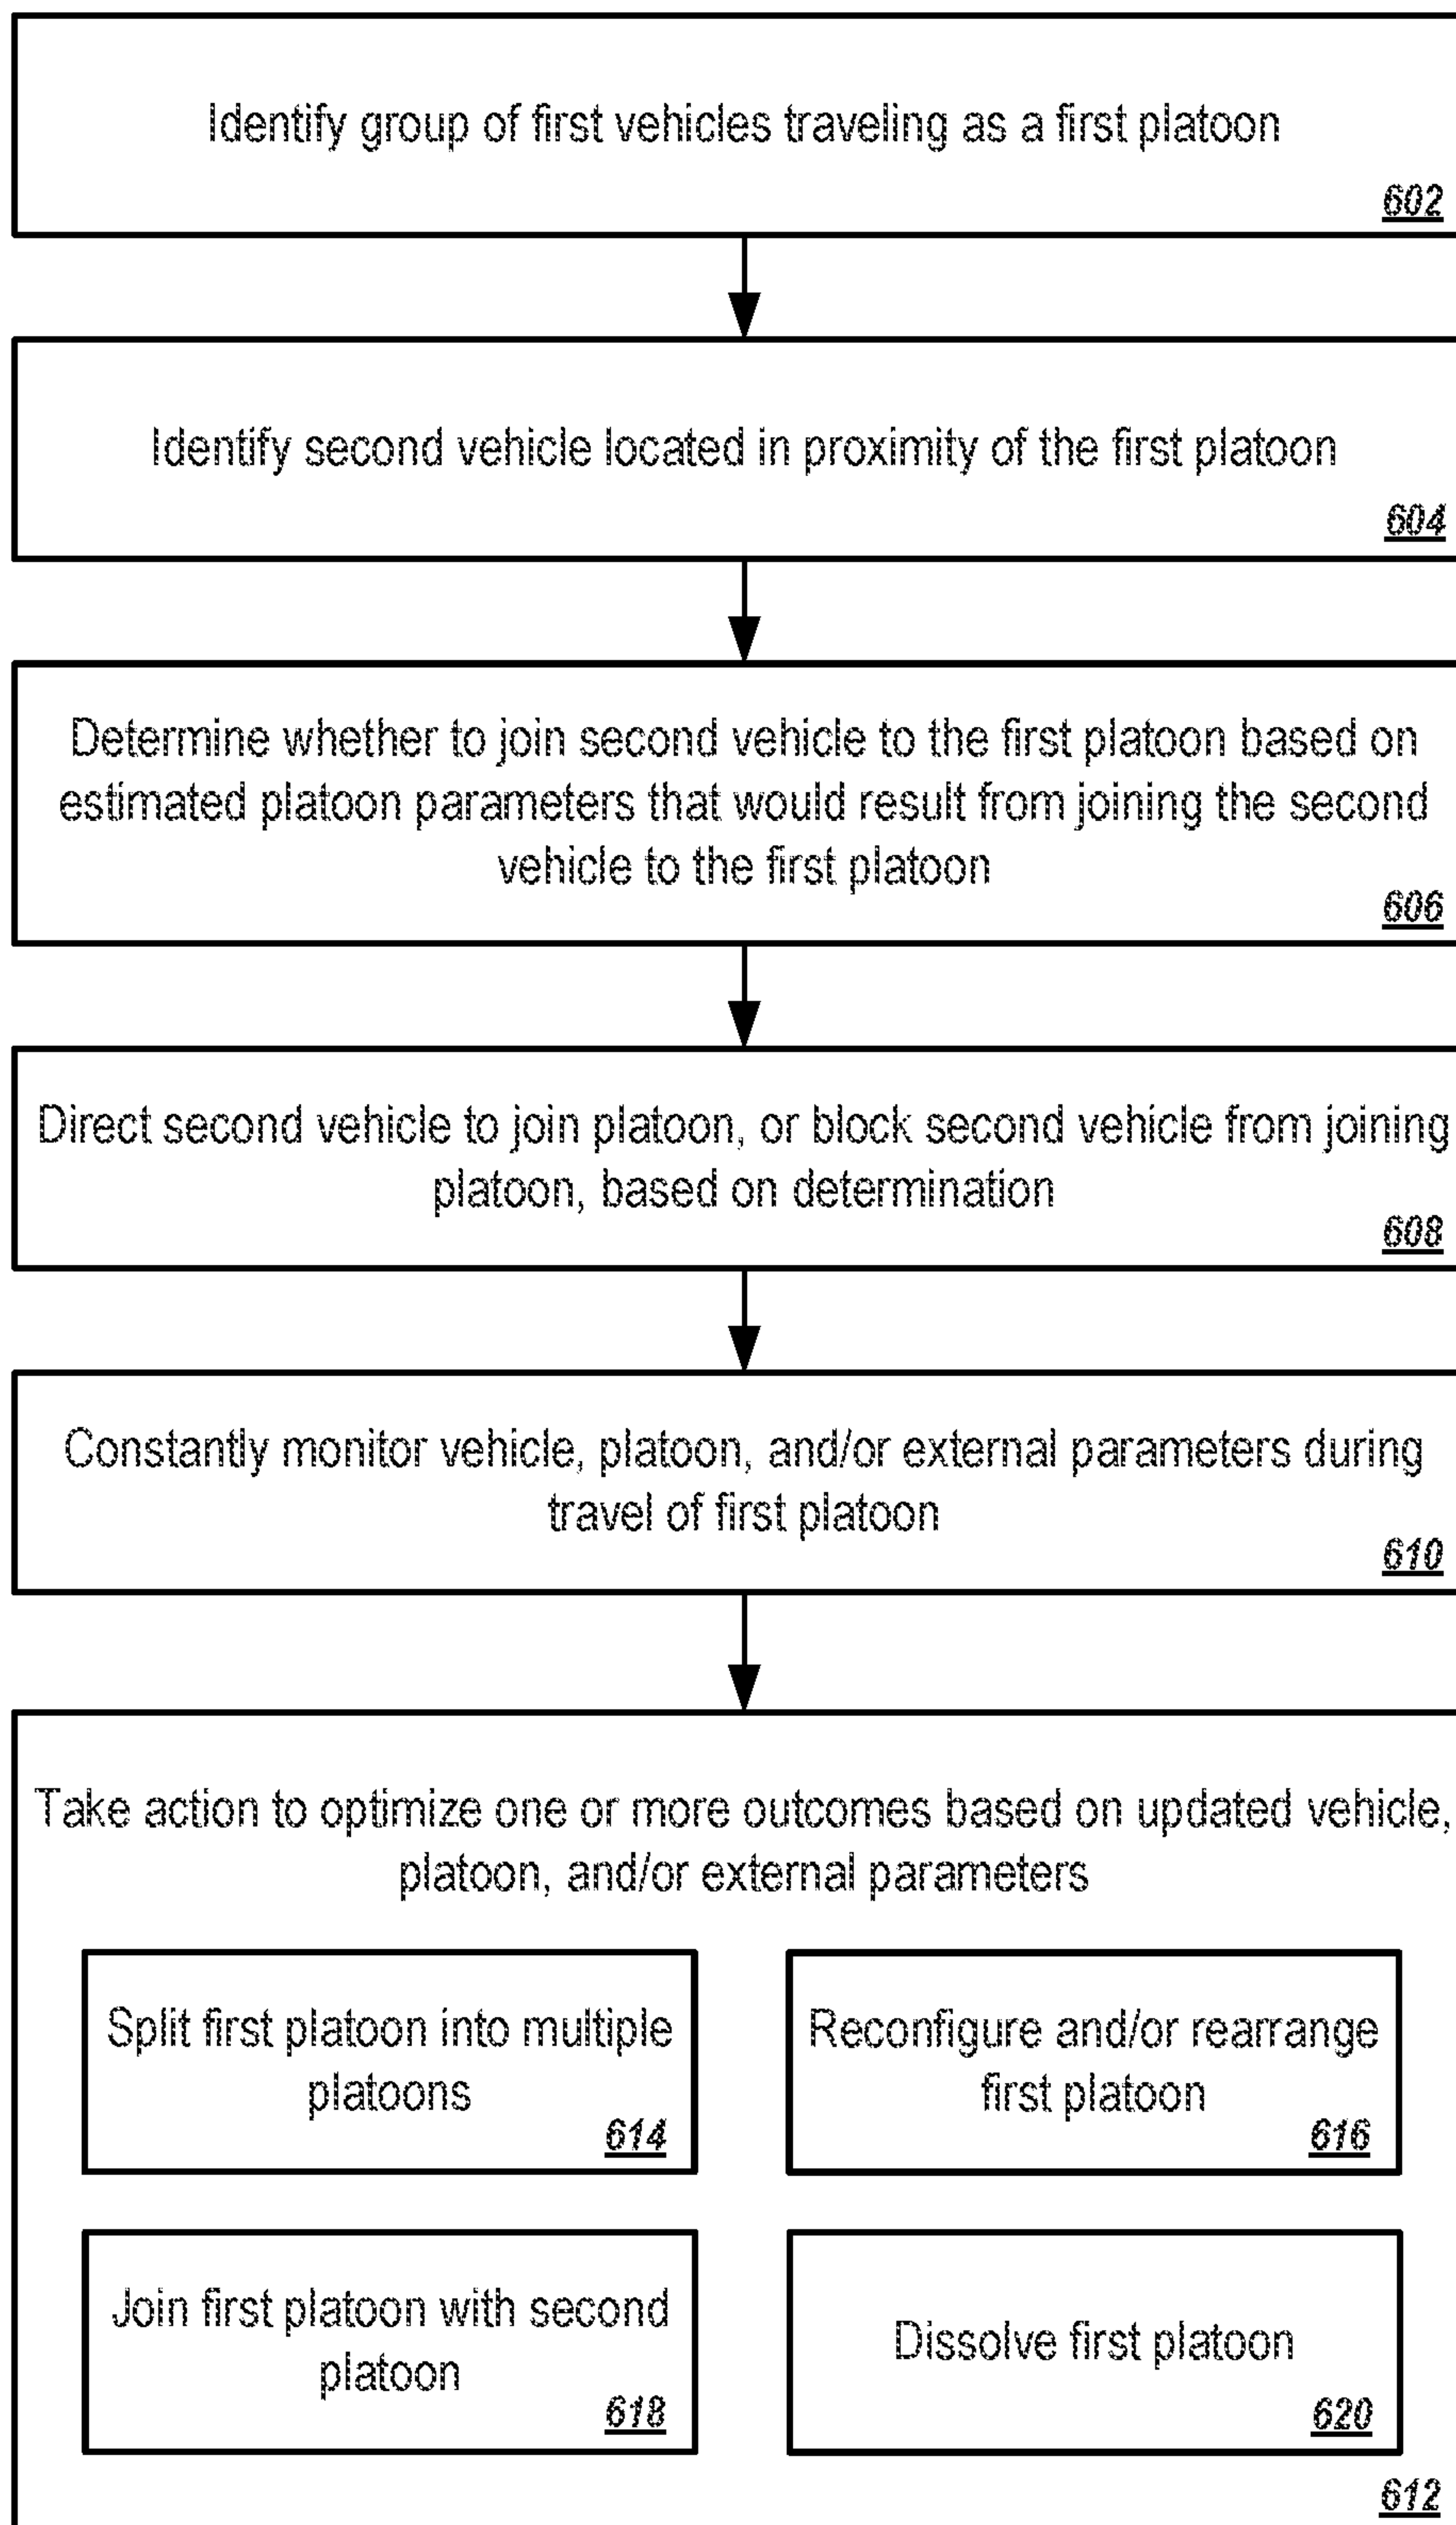 Identify group of first vehicles traveling as a first platoon
602
Identify second vehicle located in proximity of the first platoon
604
Determine whether to join second vehicle to the first platoon based on
estimated platoon parameters that would result from joining the second
vehicle to the first platoon
606
Direct second vehicle to join platoon, or block second vehicle from joining
platoon, based on determination
608
Constantly monitor vehicle, platoon, and/or external parameters during
travel of first platoon
610
Take action to optimize one or more outcomes based on updated vehicle,
platoon, and/or external parameters
Split first platoon into multiple
platoons
614
Reconfigure and/or rearrange
first platoon
616
Join first platoon with second
platoon
618
Dissolve first platoon
620
612